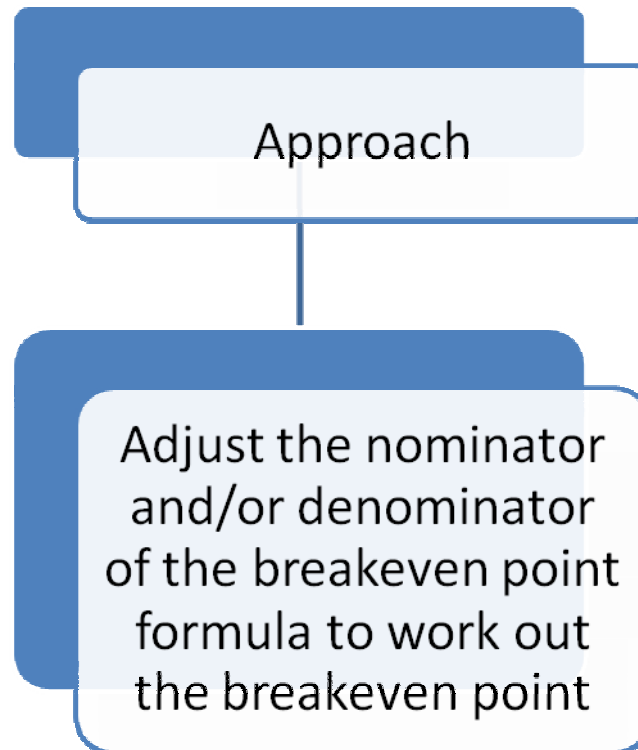 Approach
Adjust the nominator
and/or denominator
of the breakeven point
formula to work out
the breakeven point